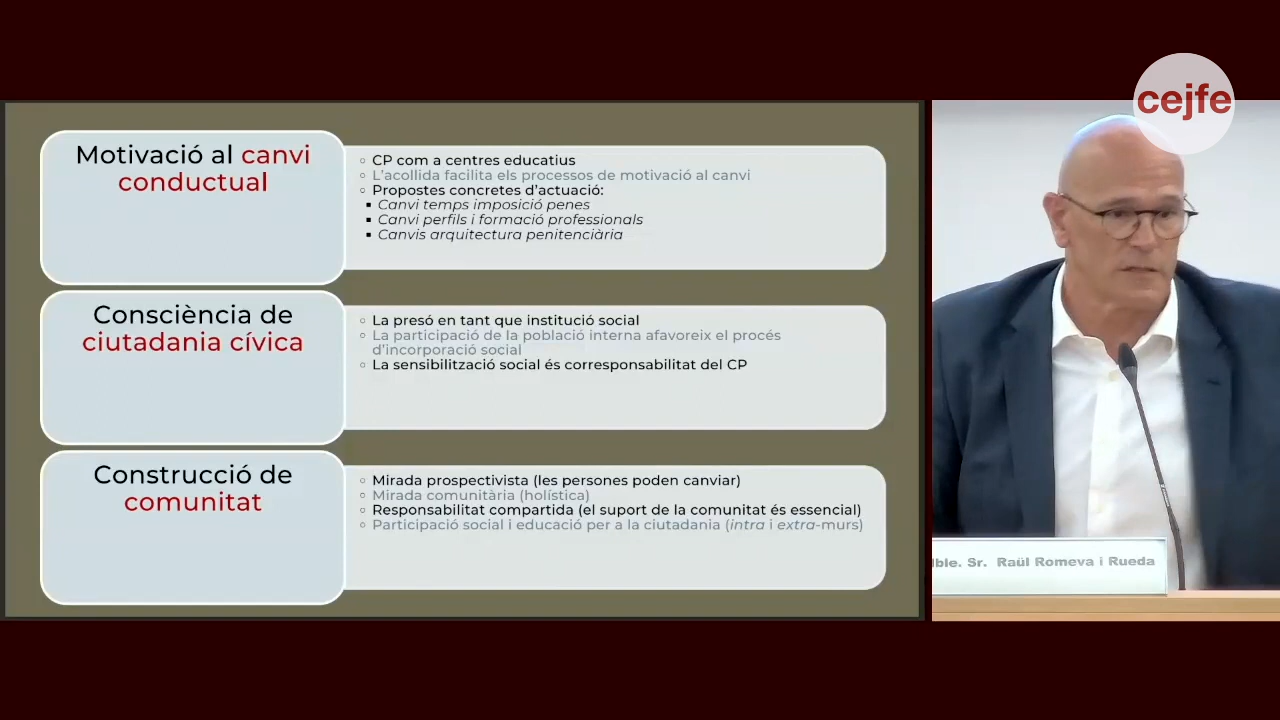 cejfe
Motivació al canvi
conductual
◦ CP com a centres educatius
◦ L'acollida facilita els processos de motivació al canvi
◦ Propostes concretes d'actuació:
▪ Canvi temps imposició penes
▪ Canvi perfils i formació professionals
▪ Canvis arquitectura penitenciària
Consciència de
ciutadania cívica
◦ La presó en tant que institució social
◦ La participació de la població interna afavoreix el procés
d'incorporació social
◦ La sensibilització social és corresponsabilitat del CP
Construcció de
comunitat
◦ Mirada prospectivista (les persones poden canviar)
◦ Mirada comunitària (holística)
◦ Responsabilitat compartida (el suport de la comunitat és essencial)
◦ Participació social i educació per a la ciutadania (intra i extra-murs)
ble. Sr. Raül Romeva i Rueda